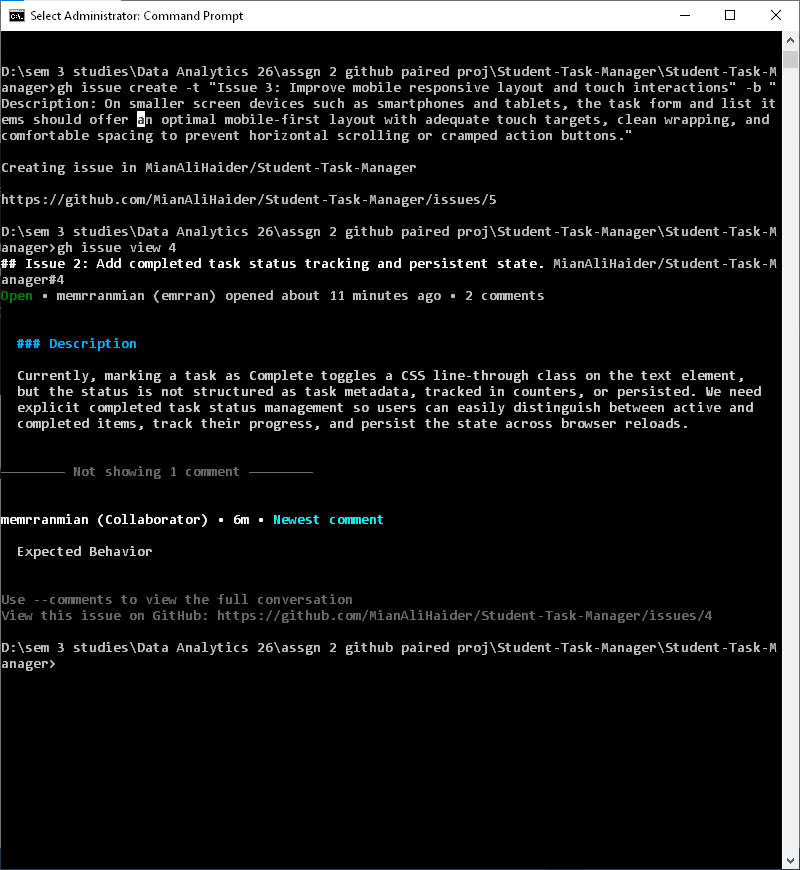 Select Administrator: Command Prompt
D:\sem 3 studies\Data Analytics 26\assgn 2 github paired proj\Student-Task-Manager\Student-Task-M
anager>gh issue create -t "Issue 3: Improve mobile responsive layout and touch interactions" -b "
Description: On smaller screen devices such as smartphones and tablets, the task form and list it
ems should offer an optimal mobile-first layout with adequate touch targets, clean wrapping, and
comfortable spacing to prevent horizontal scrolling or cramped action buttons."
Creating issue in MianAliHaider/Student-Task-Manager
https://github.com/MianAliHaider/Student-Task-Manager/issues/5
D:\sem 3 studies\Data Analytics 26\assgn 2 github paired proj\Student-Task-Manager\Student-Task-M
anager>gh issue view 4
## Issue 2: Add completed task status tracking and persistent state. MianAliHaider/Student-Task-M
anager#4
Open • memrranmian (emrran) opened about 11 minutes ago • 2 comments
### Description
Currently, marking a task as Complete toggles a CSS line-through class on the text element,
but the status is not structured as task metadata, tracked in counters, or persisted. We need
explicit completed task status management so users can easily distinguish between active and
completed items, track their progress, and persist the state across browser reloads.
———————— Not showing 1 comment ————————
memrranmian (Collaborator) • 6m • Newest comment
Expected Behavior
Use --comments to view the full conversation
View this issue on GitHub: https://github.com/MianAliHaider/Student-Task-Manager/issues/4
D:\sem 3 studies\Data Analytics 26\assgn 2 github paired proj\Student-Task-Manager\Student-Task-M
anager>